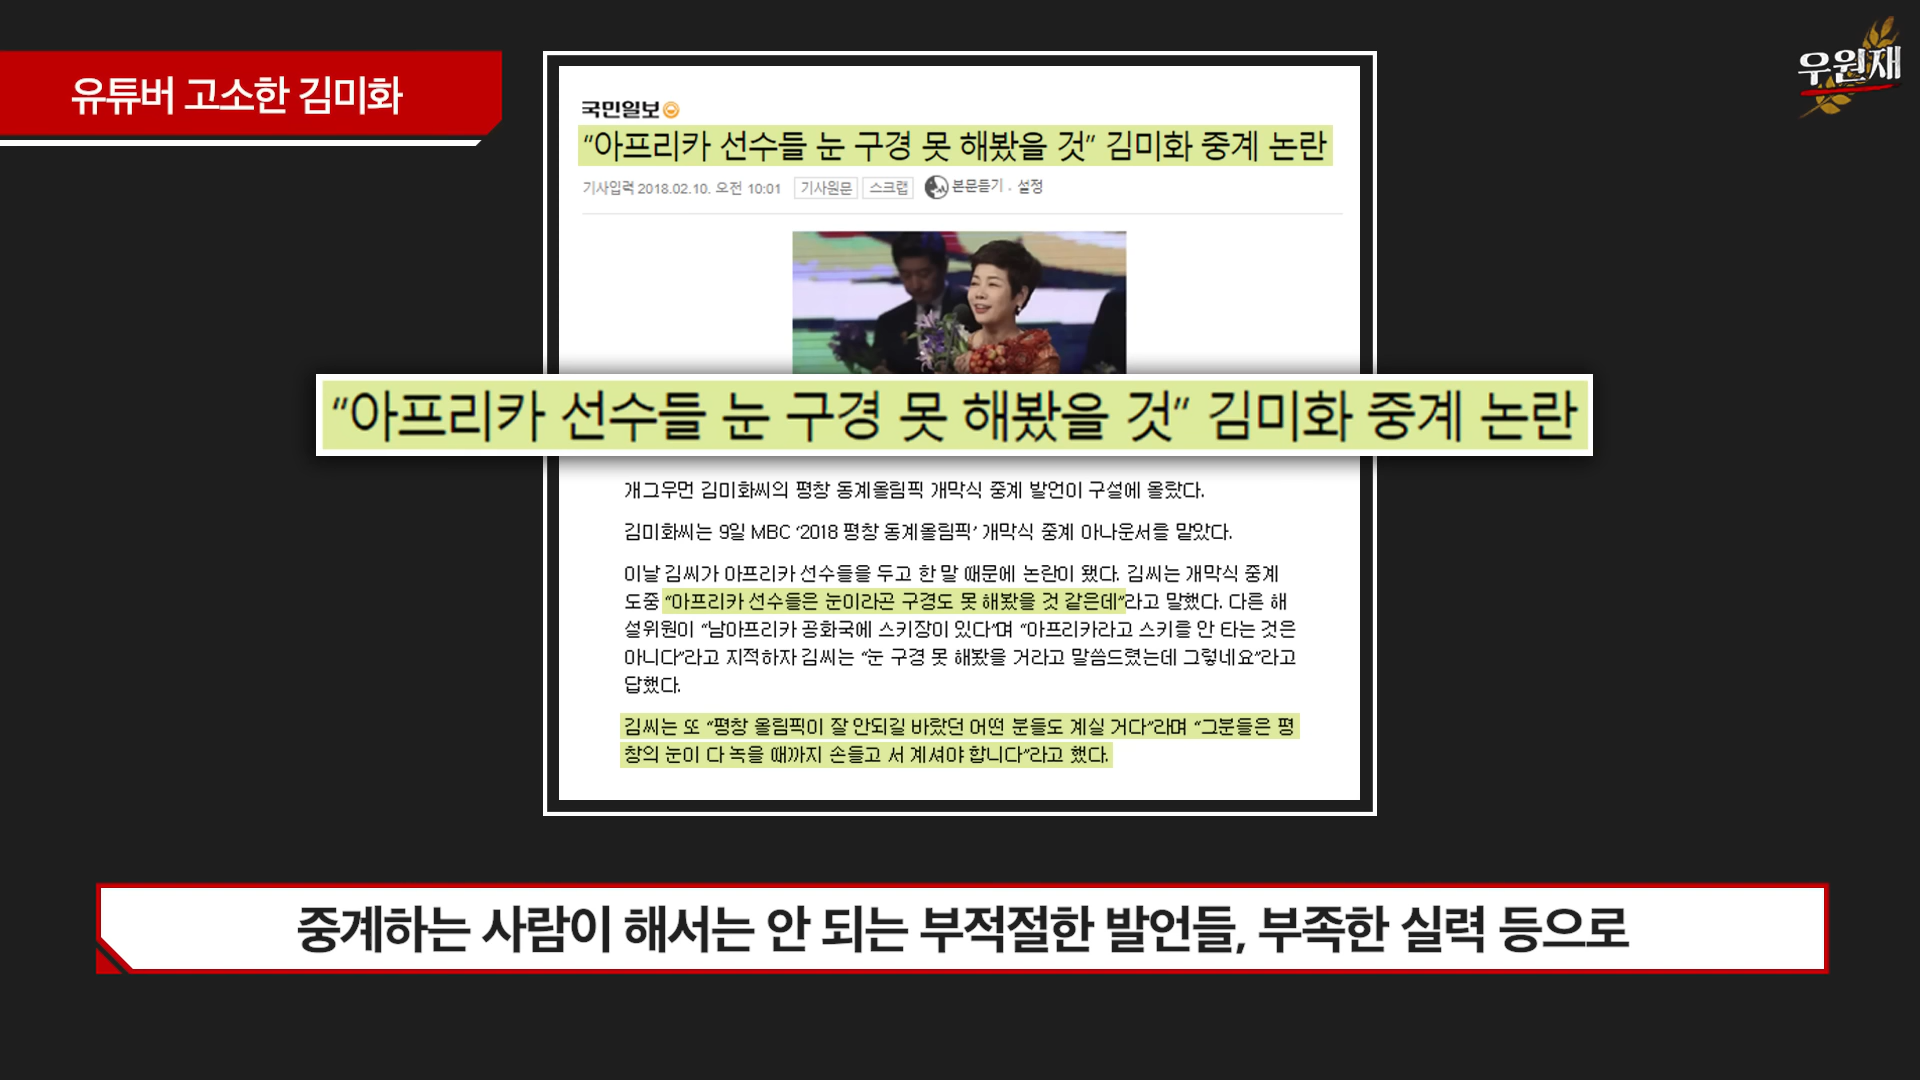 유튜버 고소한 김미화
우원재
국민일보
“아프리카 선수들 눈 구경 못 해봤을 것” 김미화 중계 논란
기사입력 2018.02.10. 오전 10:01 기사원문 스크랩 본문듣기 . 설정
“아프리카 선수들 눈 구경 못 해봤을 것” 김미화 중계 논란
개그우먼 김미화씨의 평창 동계올림픽 개막식 중계 발언이 구설에 올랐다.
김미화씨는 9일 MBC ‘2018 평창 동계올림픽’ 개막식 중계 아나운서를 맡았다.
이날 김씨가 아프리카 선수들을 두고 한 말 때문에 논란이 됐다. 김씨는 개막식 중계
도중 “아프리카 선수들은 눈이라곤 구경도 못 해봤을 것 같은데”라고 말했다. 다른 해
설위원이 “남아프리카 공화국에 스키장이 있다”며 “아프리카라고 스키를 안 타는 것은
아니다”라고 지적하자 김씨는 “눈 구경 못 해봤을 거라고 말씀드렸는데 그렇네요”라고
답했다.
김씨는 또 “평창 올림픽이 잘 안되길 바랐던 어떤 분들도 계실 거다”라며 “그분들은 평
창의 눈이 다 녹을 때까지 손들고 서 계셔야 합니다”라고 했다.
중계하는 사람이 해서는 안 되는 부적절한 발언들, 부족한 실력 등으로